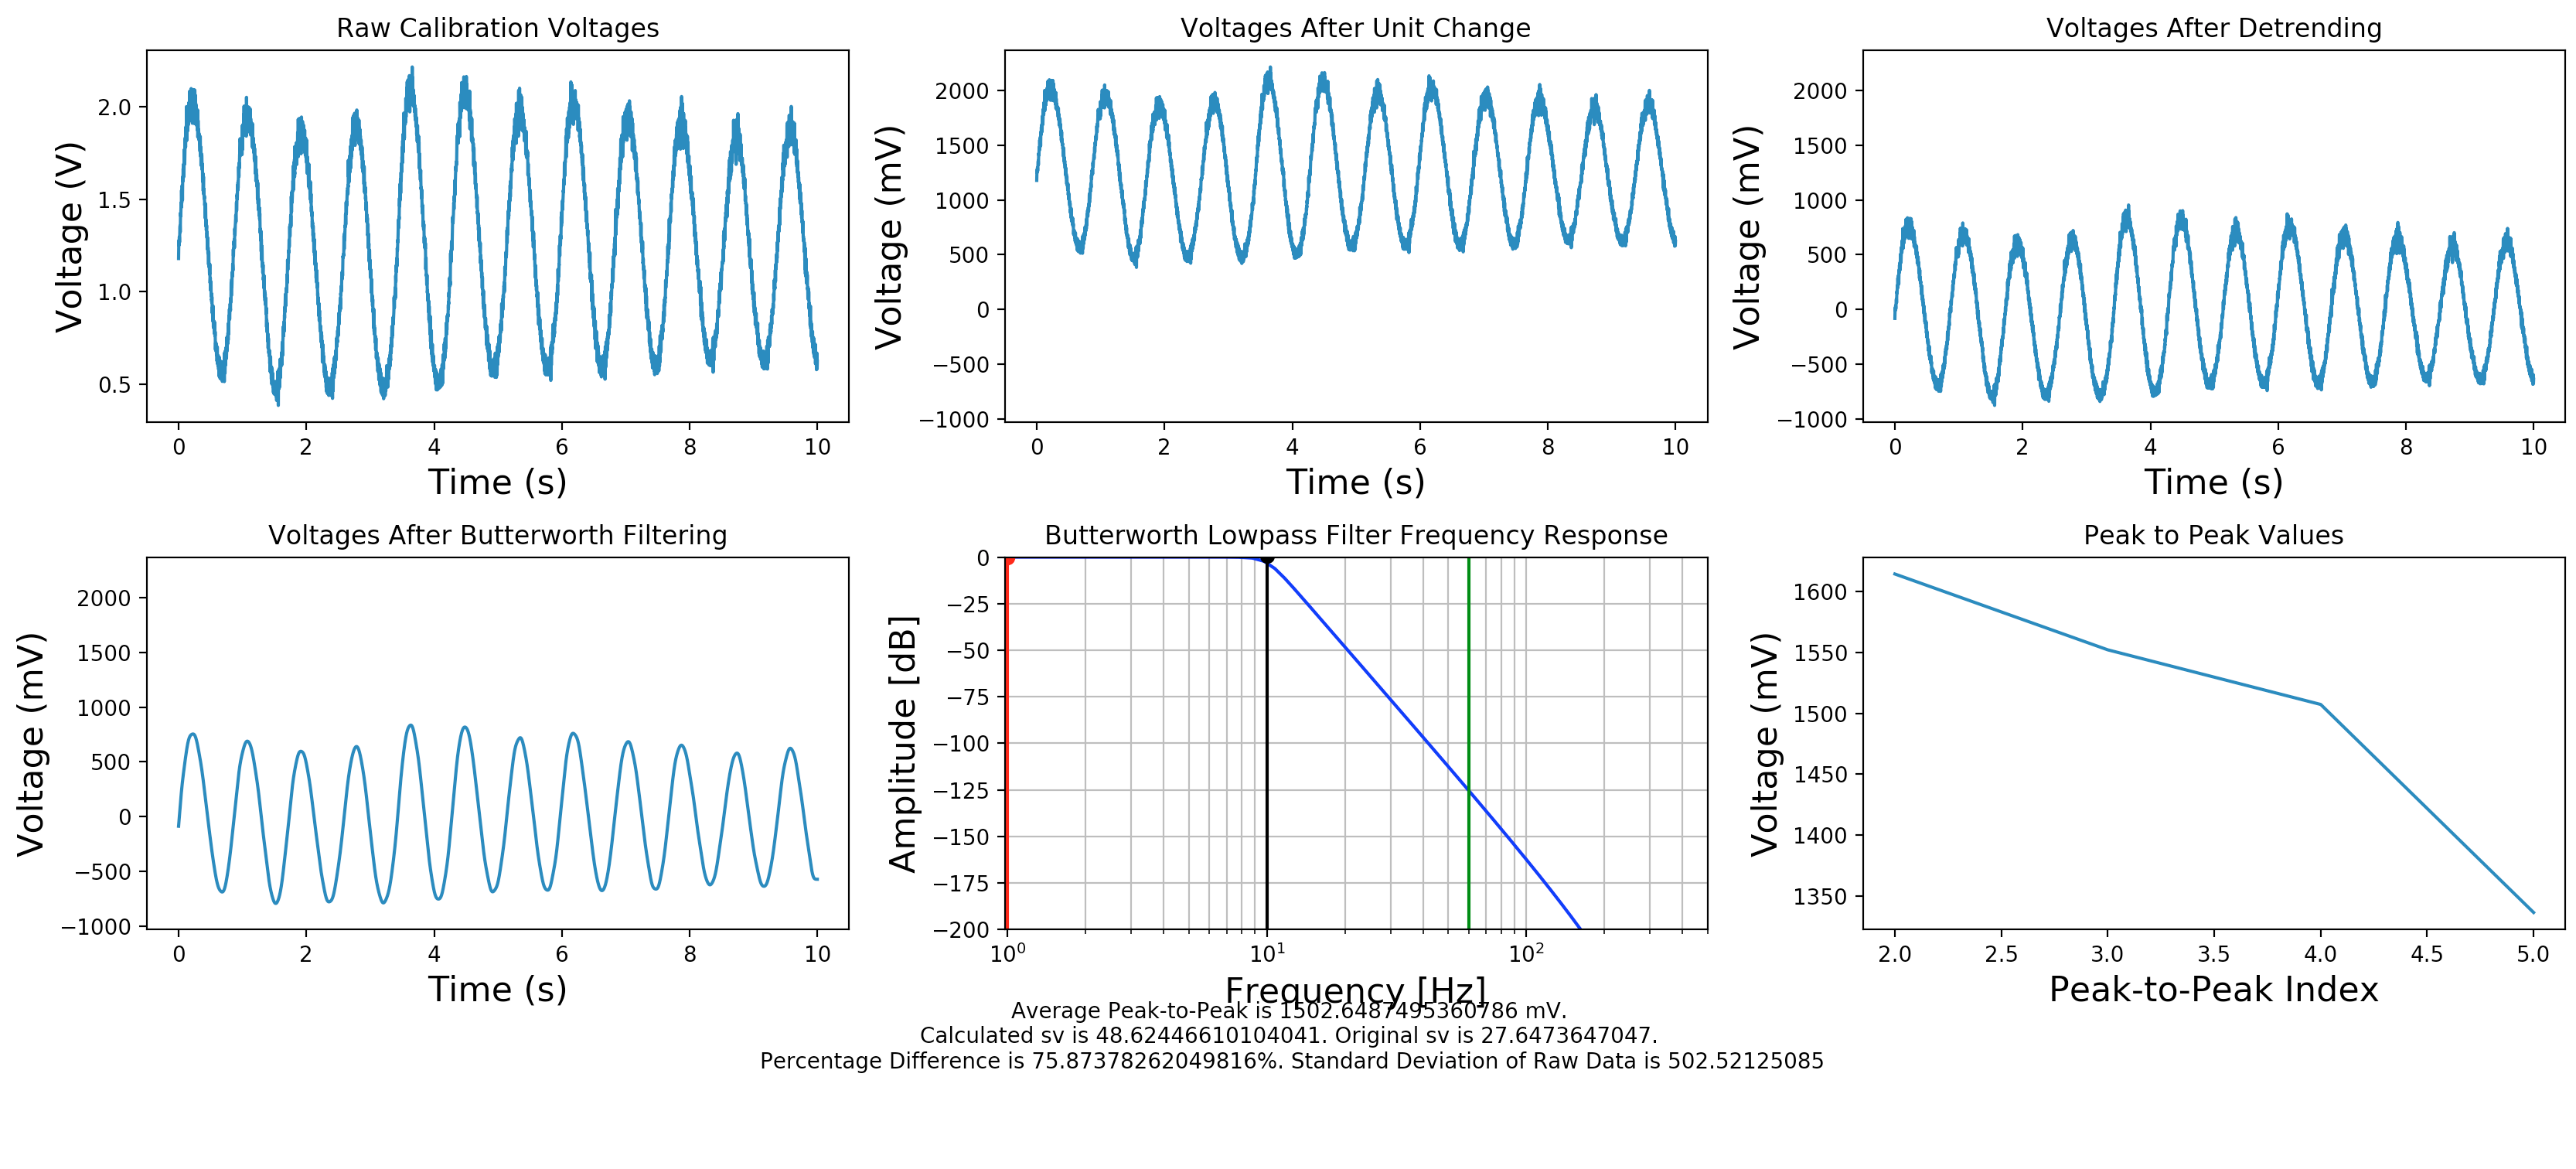 Raw Calibration Voltages
Voltage (V)
2.0
1.5
1.0
0.5
0 2 4 6 8 10
Time (s)
Voltages After Unit Change
Voltage (mV)
2000
1500
1000
500
0
−500
−1000
0 2 4 6 8 10
Time (s)
Voltages After Detrending
Voltage (mV)
2000
1500
1000
500
0
−500
−1000
0 2 4 6 8 10
Time (s)
Voltages After Butterworth Filtering
Voltage (mV)
2000
1500
1000
500
0
−500
−1000
0 2 4 6 8 10
Time (s)
Butterworth Lowpass Filter Frequency Response
Amplitude [dB]
0
−25
−50
−75
−100
−125
−150
−175
−200
10⁰ 10¹ 10²
Frequency [Hz]
Peak to Peak Values
Voltage (mV)
1600
1550
1500
1450
1400
1350
2.0 2.5 3.0 3.5 4.0 4.5 5.0
Peak-to-Peak Index
Average Peak-to-Peak is 1502.6487495360786 mV.
Calculated sv is 48.62446610104041. Original sv is 27.6473647047.
Percentage Difference is 75.87378262049816%. Standard Deviation of Raw Data is 502.52125085